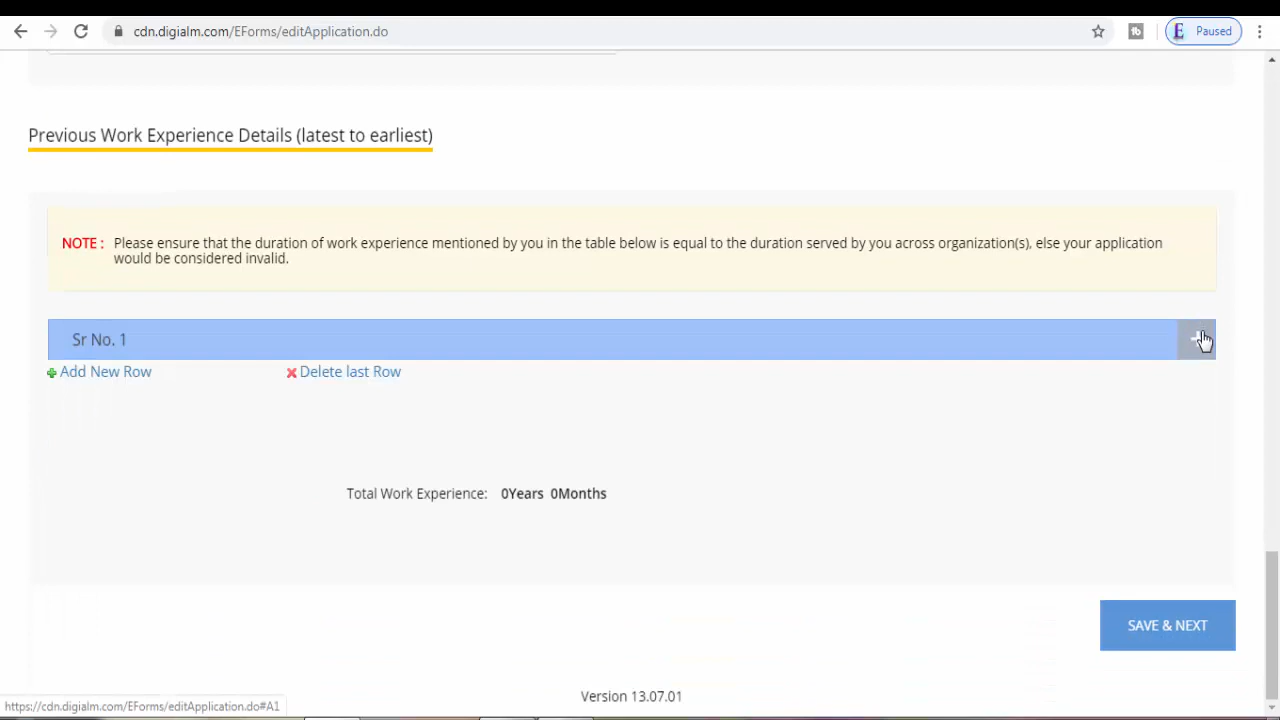 cdn.digialm.com/EForms/editApplication.do
E Paused
Previous Work Experience Details (latest to earliest)
NOTE : Please ensure that the duration of work experience mentioned by you in the table below is equal to the duration served by you across organization(s), else your application
would be considered invalid.
Sr No. 1
Add New Row Delete last Row
Total Work Experience: 0Years 0Months
SAVE & NEXT
Version 13.07.01
https://cdn.digialm.com/EForms/editApplication.do#A1